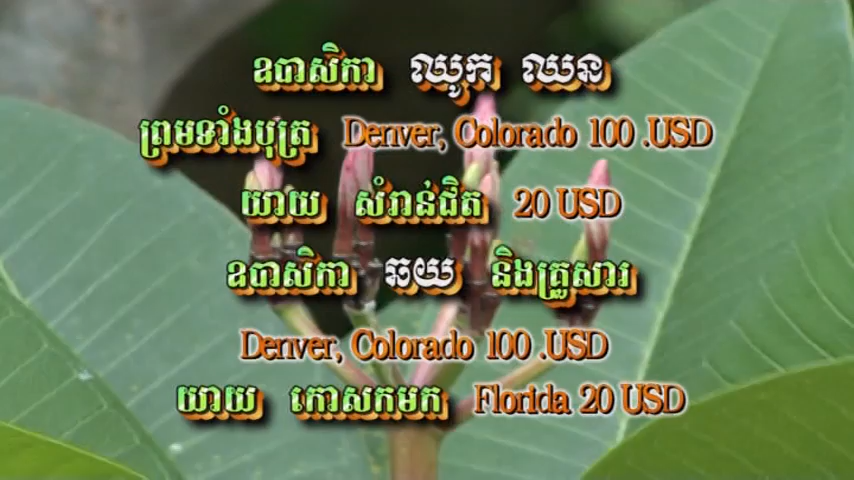 ឧបាសិកា ឈូក ឈន
ព្រមទាំងបុត្រ Denver, Colorado 100 .USD
យាយ សំរាន់ជិត 20 USD
ឧបាសិកា ឆយ និងគ្រួសារ
Denver, Colorado 100 .USD
យាយ កោសកមក Florida 20 USD